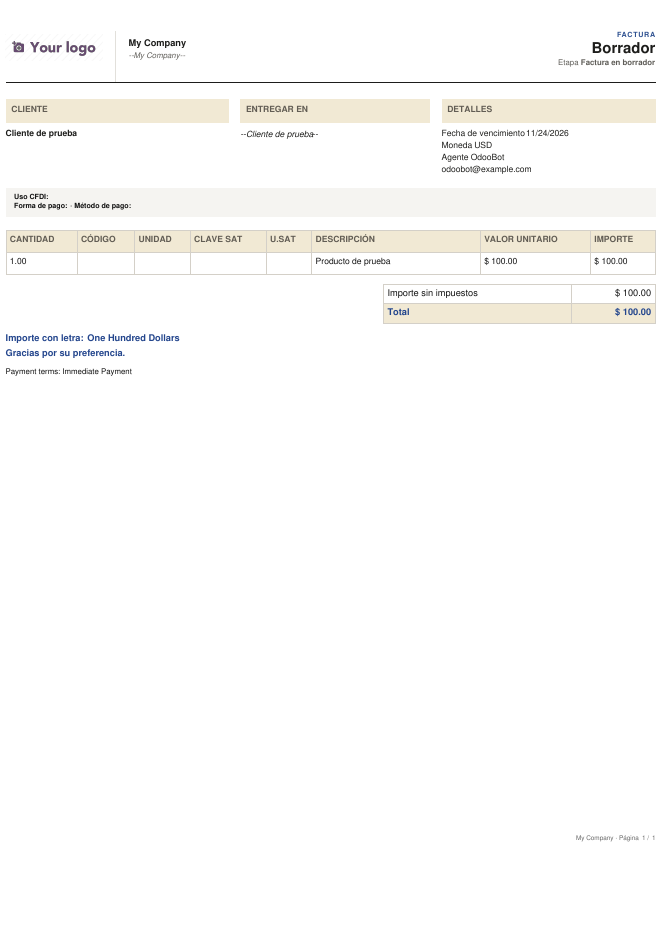 Your logo
My Company
--My Company--
FACTURA
Borrador
Etapa Factura en borrador
CLIENTE
Cliente de prueba
ENTREGAR EN
--Cliente de prueba--
DETALLES
Fecha de vencimiento 11/24/2026
Moneda USD
Agente OdooBot
odoobot@example.com
Uso CFDI:
Forma de pago: · Método de pago:
CANTIDAD CÓDIGO UNIDAD CLAVE SAT U.SAT DESCRIPCIÓN VALOR UNITARIO IMPORTE
1.00 Producto de prueba $ 100.00 $ 100.00
Importe sin impuestos $ 100.00
Total $ 100.00
Importe con letra: One Hundred Dollars
Gracias por su preferencia.
Payment terms: Immediate Payment
My Company · Página 1 / 1